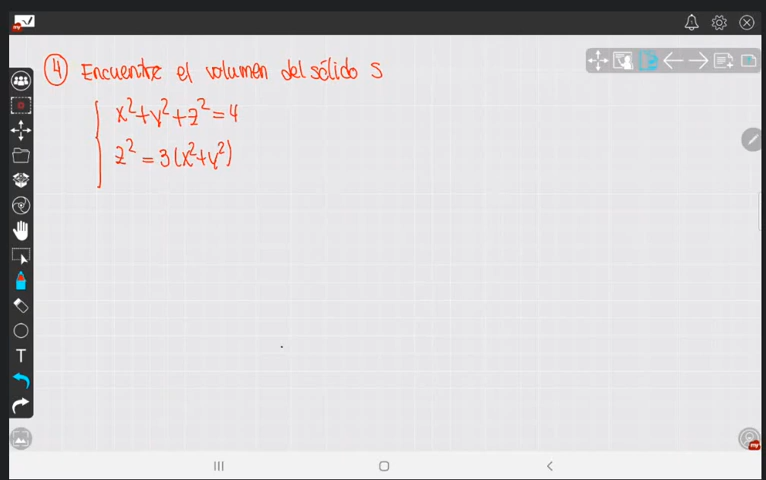 ④ Encuentre el volumen del sólido S
x²+y²+z²=4
z² = 3(x²+y²)
T